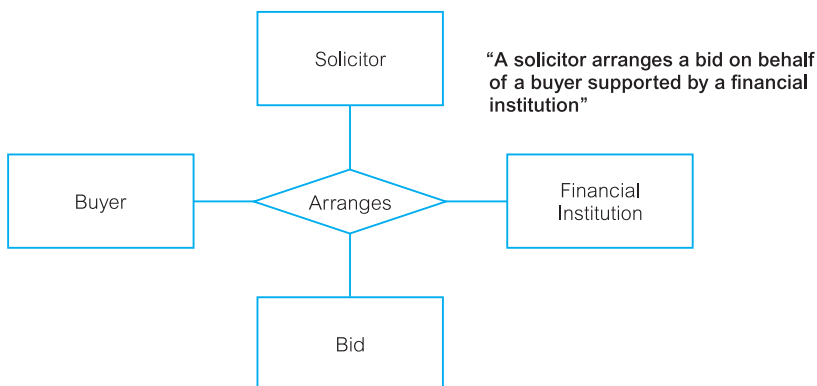 Solicitor
“A solicitor arranges a bid on behalf
of a buyer supported by a financial
institution”
Buyer
Arranges
Financial
Institution
Bid